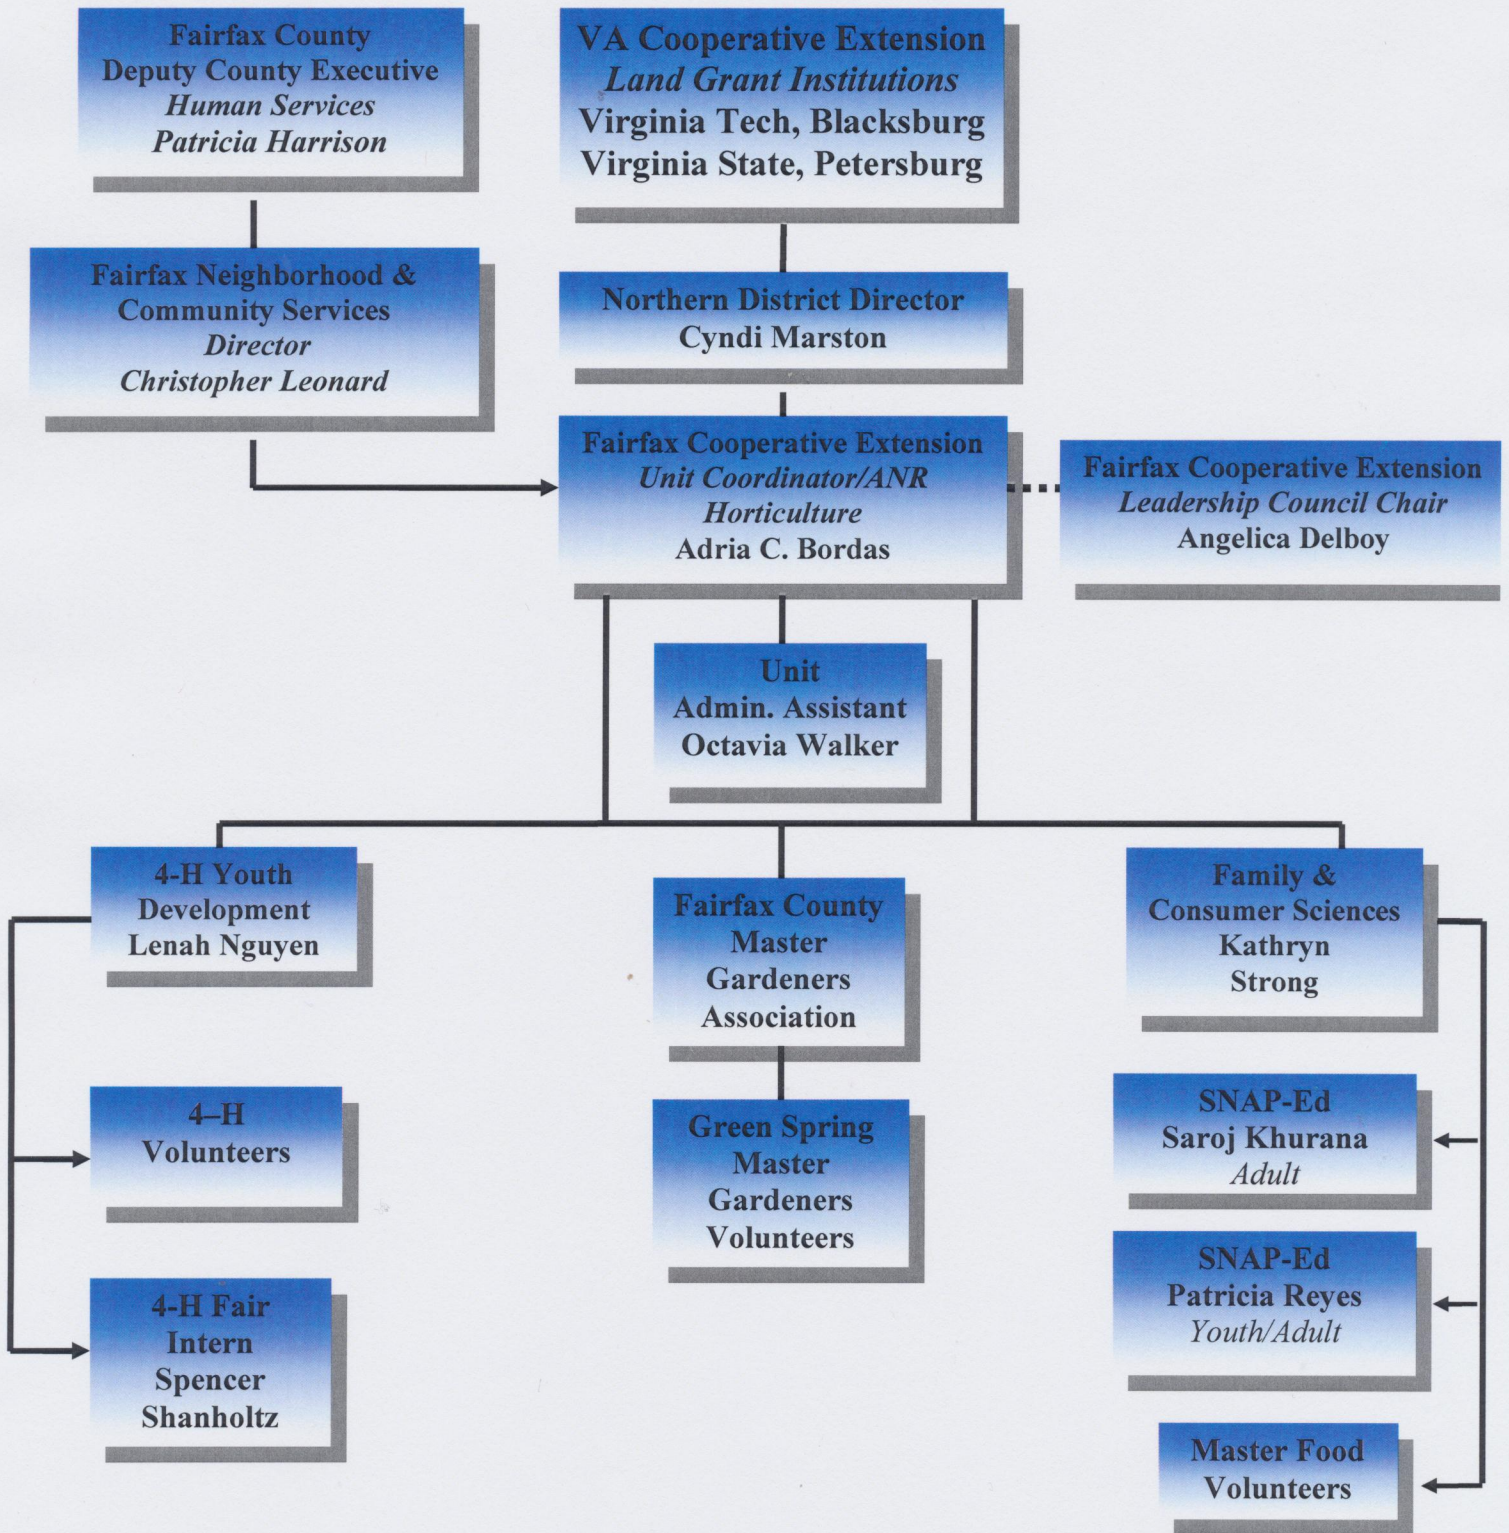 Fairfax County
Deputy County Executive
Human Services
Patricia Harrison
VA Cooperative Extension
Land Grant Institutions
Virginia Tech, Blacksburg
Virginia State, Petersburg
Fairfax Neighborhood &
Community Services
Director
Christopher Leonard
Northern District Director
Cyndi Marston
Fairfax Cooperative Extension
Unit Coordinator/ANR
Horticulture
Adria C. Bordas
Fairfax Cooperative Extension
Leadership Council Chair
Angelica Delboy
Unit
Admin. Assistant
Octavia Walker
4-H Youth
Development
Lenah Nguyen
Fairfax County
Master
Gardeners
Association
Family &
Consumer Sciences
Kathryn
Strong
4–H
Volunteers
Green Spring
Master
Gardeners
Volunteers
SNAP-Ed
Saroj Khurana
Adult
SNAP-Ed
Patricia Reyes
Youth/Adult
4-H Fair
Intern
Spencer
Shanholtz
Master Food
Volunteers